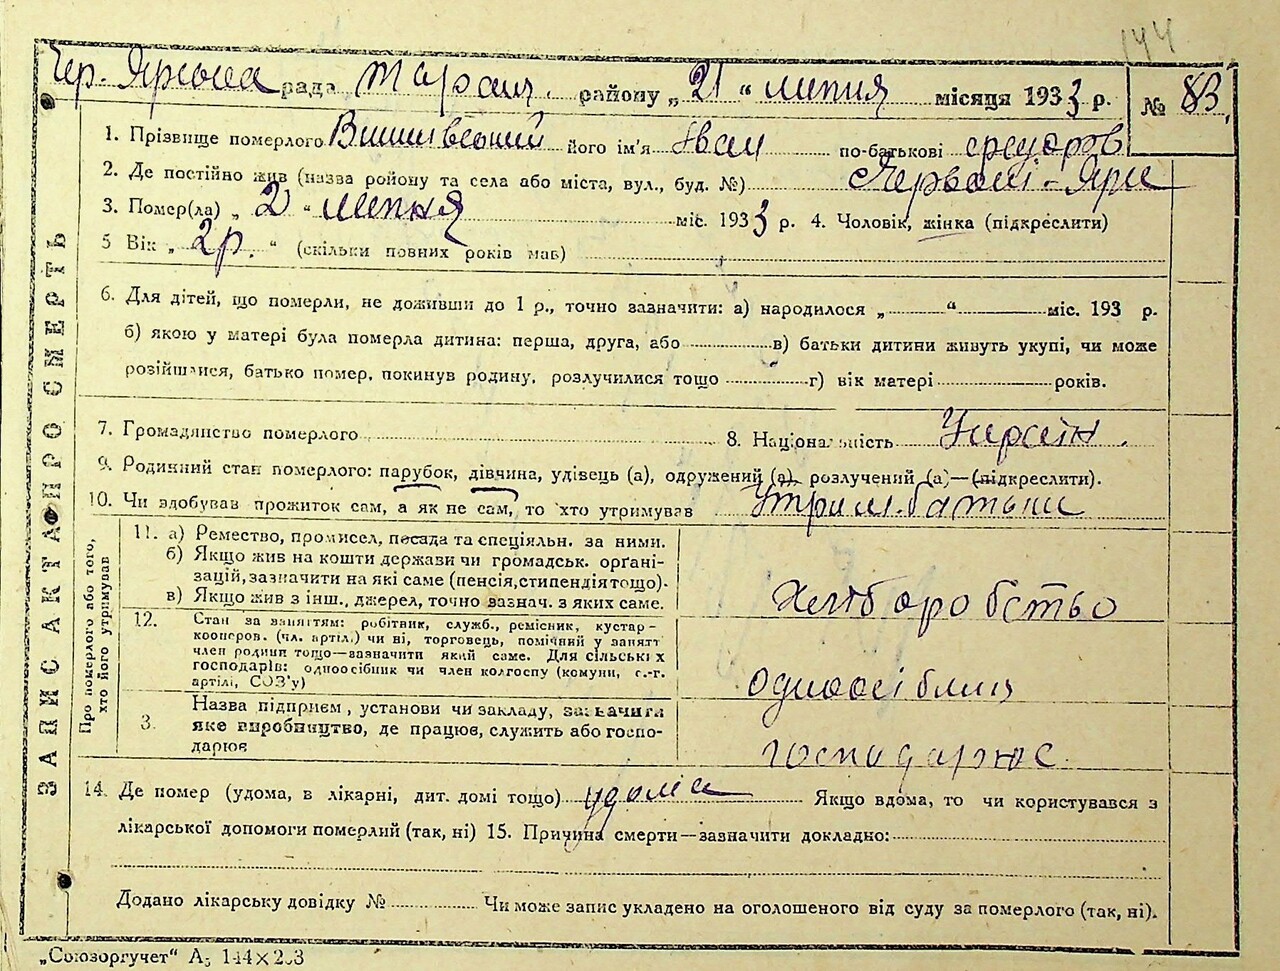 144
Чер. Ярська рада Таращ. району „21“ липня місяця 1933 р. № 83
1. Прізвище померлого його ім'я Іван по-батькові
2. Де постійно жив (назва ройону та села або міста, вул., буд. №) Червоні-Яри
3. Помер(ла) „2“ липня міс. 1933 р. 4. Чоловік, жінка (підкреслити)
5 Вік „2р.“ (скільки повних років мав)
6. Для дітей, що померли, не доживши до 1 р., точно зазначити: а) народилося „ “ міс. 193 р.
б) якою у матері була померла дитина: перша, друга, або в) батьки дитини живуть укупі, чи може
розійшлися, батько помер, покинув родину, розлучилися тощо г) вік матері років.
7. Громадянство померлого 8. Національність Україн.
9. Родинний стан померлого: парубок, дівчина, удівець (а), одружений (а), розлучений (а)—(підкреслити).
10. Чи здобував прожиток сам, а як не сам, то хто утримував Утрим. батьки
ЗАПИС АКТА ПРО СМЕРТЬ
Про померлого або того, хто його утримував
11. а) Ремество, промисел, посада та спеціяльн. за ними.
б) Якщо жив на кошти держави чи громадськ. орґані-
зацій, зазначити на які саме (пенсія, стипендія тощо).
в) Якщо жив з інш., джерел, точно вазнач. з яких саме.
Хліборобство
12. Стан за заняттям: робітник, служб., ремісник, кустар-
кооперов. (чл. артіл.) чи ні, торговець, помічний у занятт
член родини тощо—зазначити який саме. Для сільських
господарів: одноосібник чи член колгоспу (комуни, с.-г.
артілі, СОЗ'у)
одноосібник
3. Назва підприєм, установи чи закладу, зазначити
яке виробництво, де працює, служить або госпо-
дарює
господарює
14. Де помер (удома, в лікарні, дит. домі тощо) удома Якщо вдома, то чи користувався з
лікарської допомоги померлий (так, ні) 15. Причина смерти—зазначити докладно:
Додано лікарську довідку № Чи може запис укладено на оголошеного від суду за померлого (так, ні).
„Союзоргучет“ А5 144×203